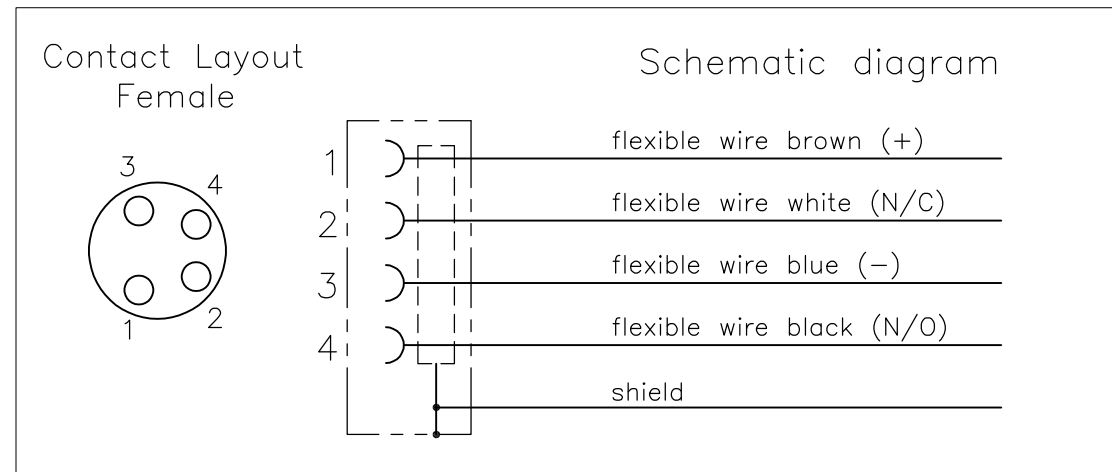 Contact Layout
Female
3
4
1
2
Schematic diagram
1
flexible wire brown (+)
2
flexible wire white (N/C)
3
flexible wire blue (−)
4
flexible wire black (N/O)
shield